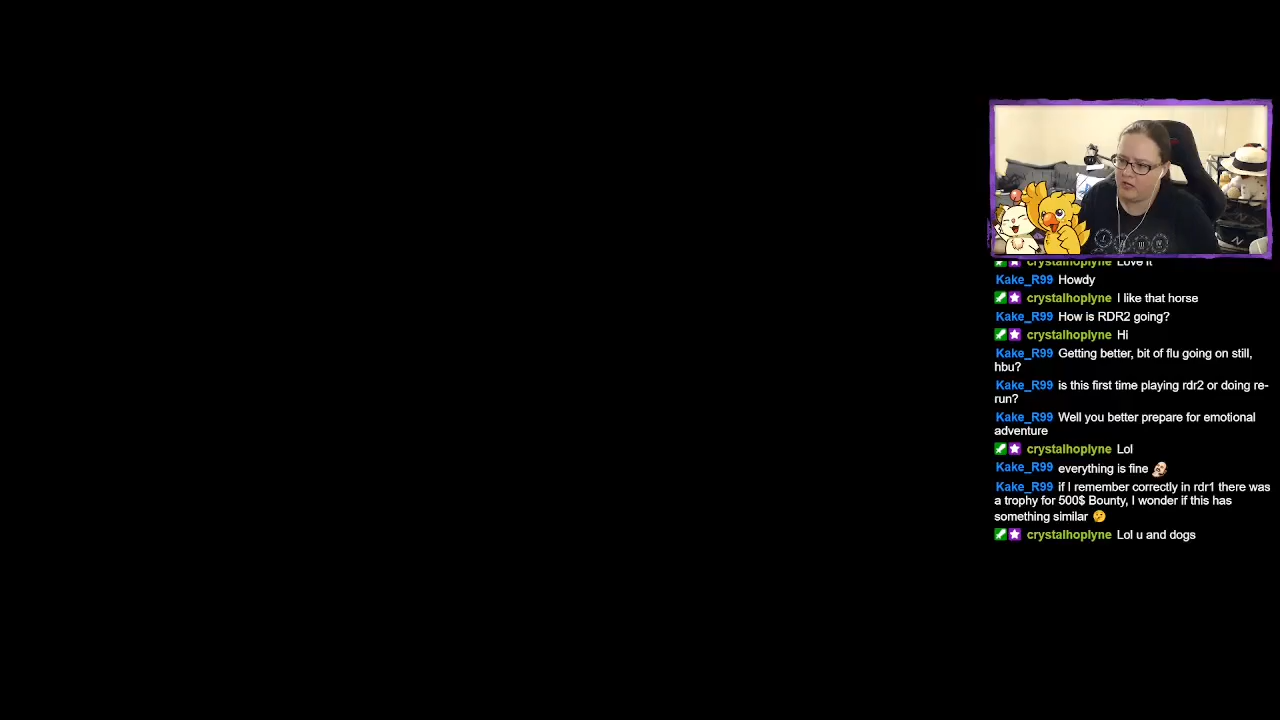 crystalhoplyne Love it
Kake_R99 Howdy
crystalhoplyne I like that horse
Kake_R99 How is RDR2 going?
crystalhoplyne Hi
Kake_R99 Getting better, bit of flu going on still,
hbu?
Kake_R99 is this first time playing rdr2 or doing re-
run?
Kake_R99 Well you better prepare for emotional
adventure
crystalhoplyne Lol
Kake_R99 everything is fine
Kake_R99 if I remember correctly in rdr1 there was
a trophy for 500$ Bounty, I wonder if this has
something similar 🤔
crystalhoplyne Lol u and dogs